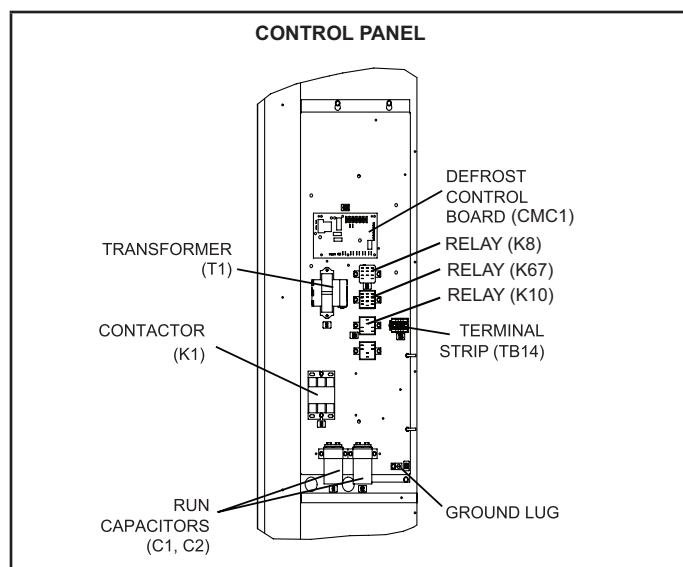 CONTROL PANEL
DEFROST
CONTROL
BOARD (CMC1)
RELAY (K8)
TRANSFORMER
(T1)
RELAY (K67)
RELAY (K10)
CONTACTOR
(K1)
TERMINAL
STRIP (TB14)
RUN
CAPACITORS
(C1, C2)
GROUND LUG